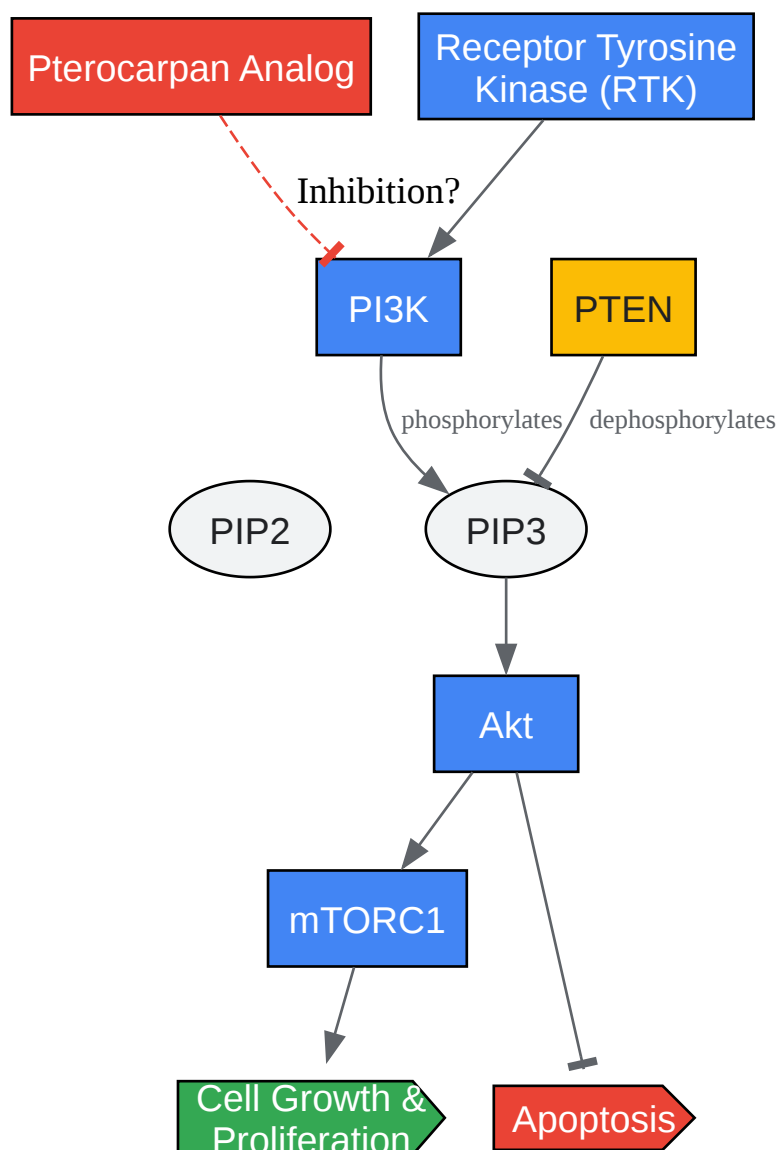 Pterocarpan Analog
Receptor Tyrosine
Kinase (RTK)
Inhibition?
PI3K
PTEN
phosphorylates
dephosphorylates
PIP2
PIP3
Akt
mTORC1
Cell Growth &
Proliferation
Apoptosis